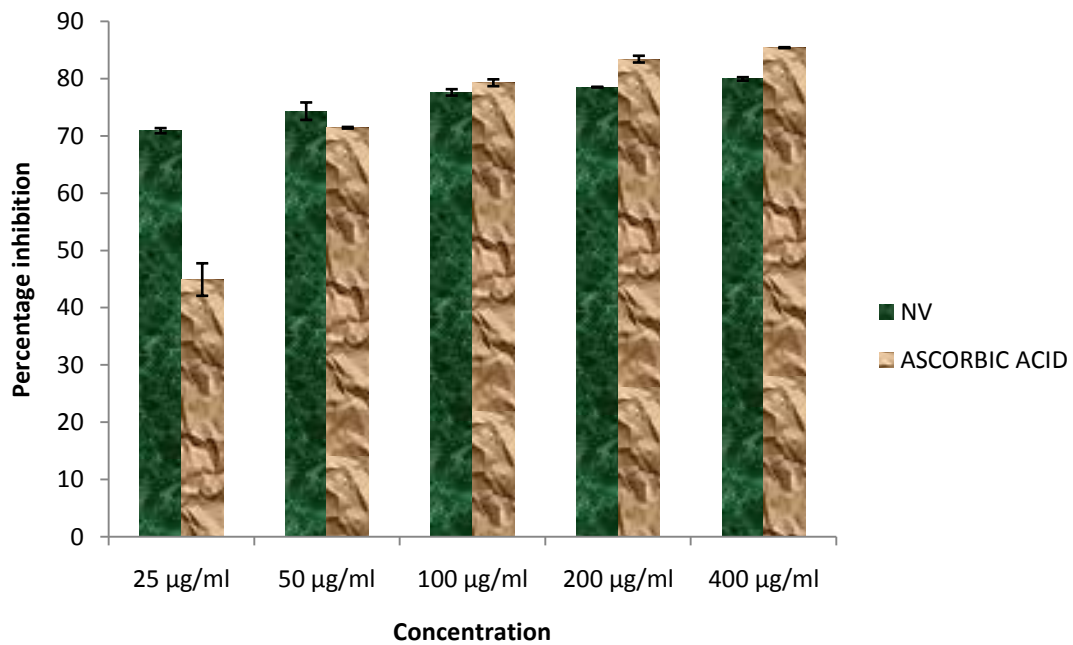 90
80
70
60
50
40
30
20
10
0
Percentage inhibition
25 µg/ml 50 µg/ml 100 µg/ml 200 µg/ml 400 µg/ml
Concentration
NV
ASCORBIC ACID